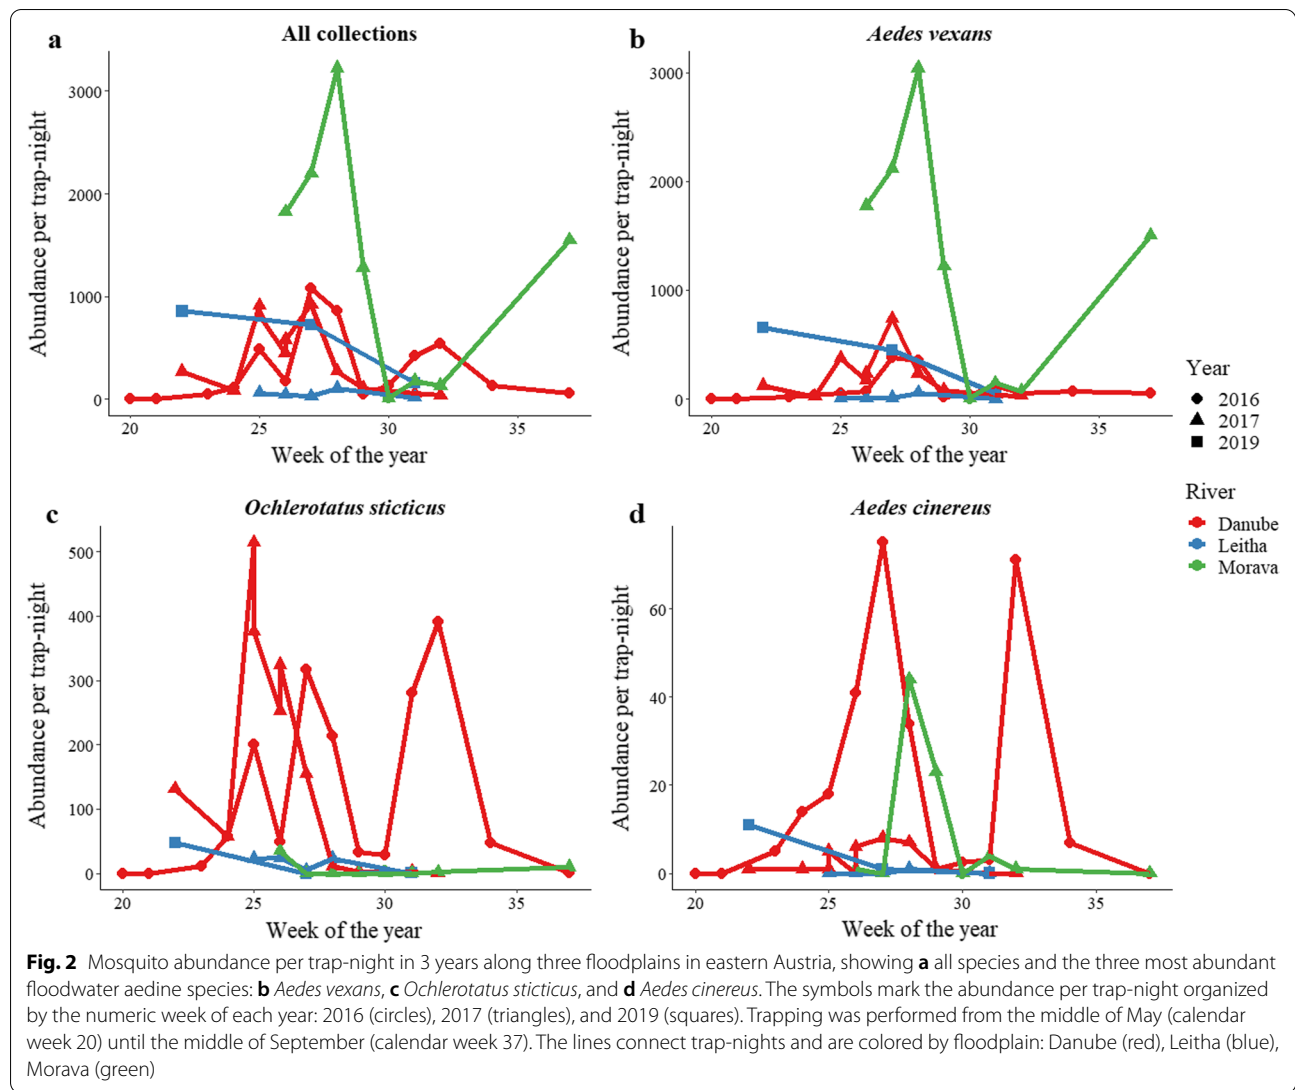 a All collections
3000
2000
1000
0
20 25 30 35
Abundance per trap-night
Week of the year
b Aedes vexans
3000
2000
1000
0
20 25 30 35
Abundance per trap-night
Week of the year
Year
2016
2017
2019
River
Danube
Leitha
Morava
c Ochlerotatus sticticus
500
400
300
200
100
0
20 25 30 35
Abundance per trap-night
Week of the year
d Aedes cinereus
60
40
20
0
20 25 30 35
Abundance per trap-night
Week of the year
Fig. 2 Mosquito abundance per trap-night in 3 years along three floodplains in eastern Austria, showing a all species and the three most abundant
floodwater aedine species: b Aedes vexans, c Ochlerotatus sticticus, and d Aedes cinereus. The symbols mark the abundance per trap-night organized
by the numeric week of each year: 2016 (circles), 2017 (triangles), and 2019 (squares). Trapping was performed from the middle of May (calendar
week 20) until the middle of September (calendar week 37). The lines connect trap-nights and are colored by floodplain: Danube (red), Leitha (blue),
Morava (green)